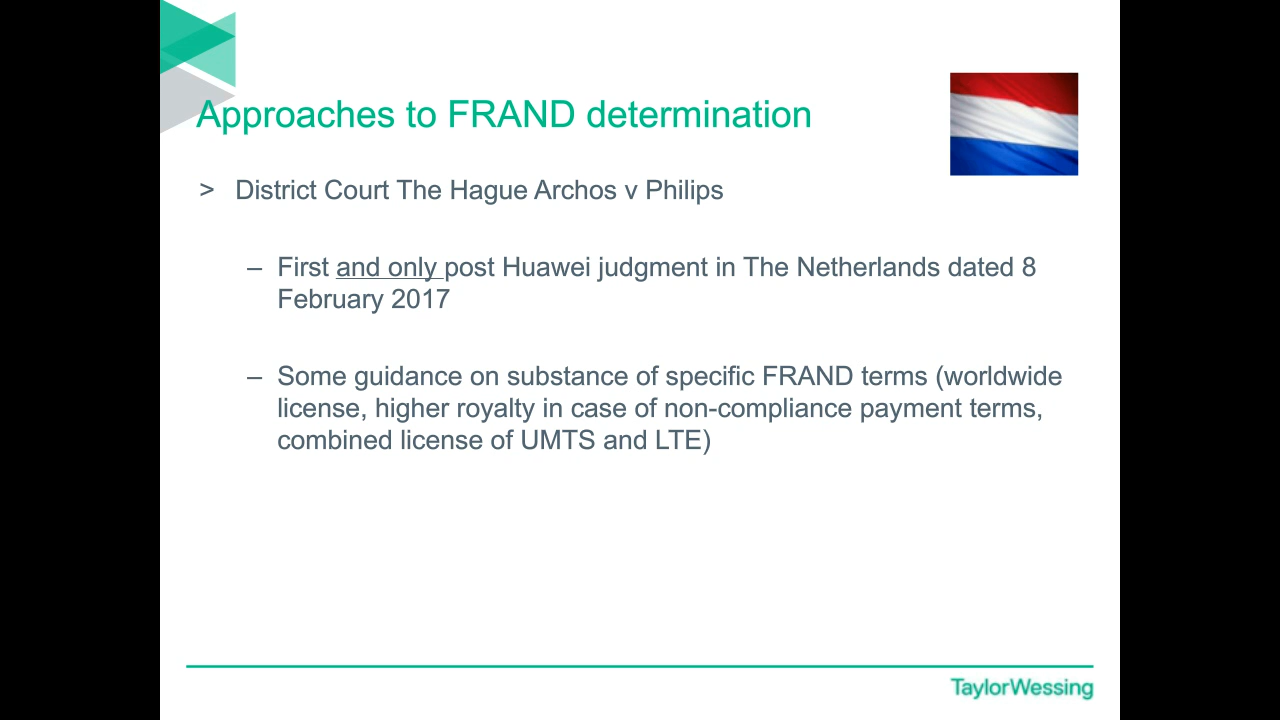 Approaches to FRAND determination
> District Court The Hague Archos v Philips
– First and only post Huawei judgment in The Netherlands dated 8
February 2017
– Some guidance on substance of specific FRAND terms (worldwide
license, higher royalty in case of non-compliance payment terms,
combined license of UMTS and LTE)
TaylorWessing